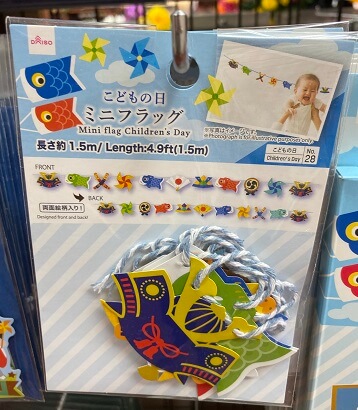 DAISO
こどもの日
ミニフラッグ
Mini flag Children's Day
※写真はイメージです。
※Photograph is for illustrative purposes only
長さ約1.5m/Length:4.9ft(1.5m)
こどもの日
Children's Day
No.
28
FRONT
BACK
両面絵柄入り!
Designed front and back!